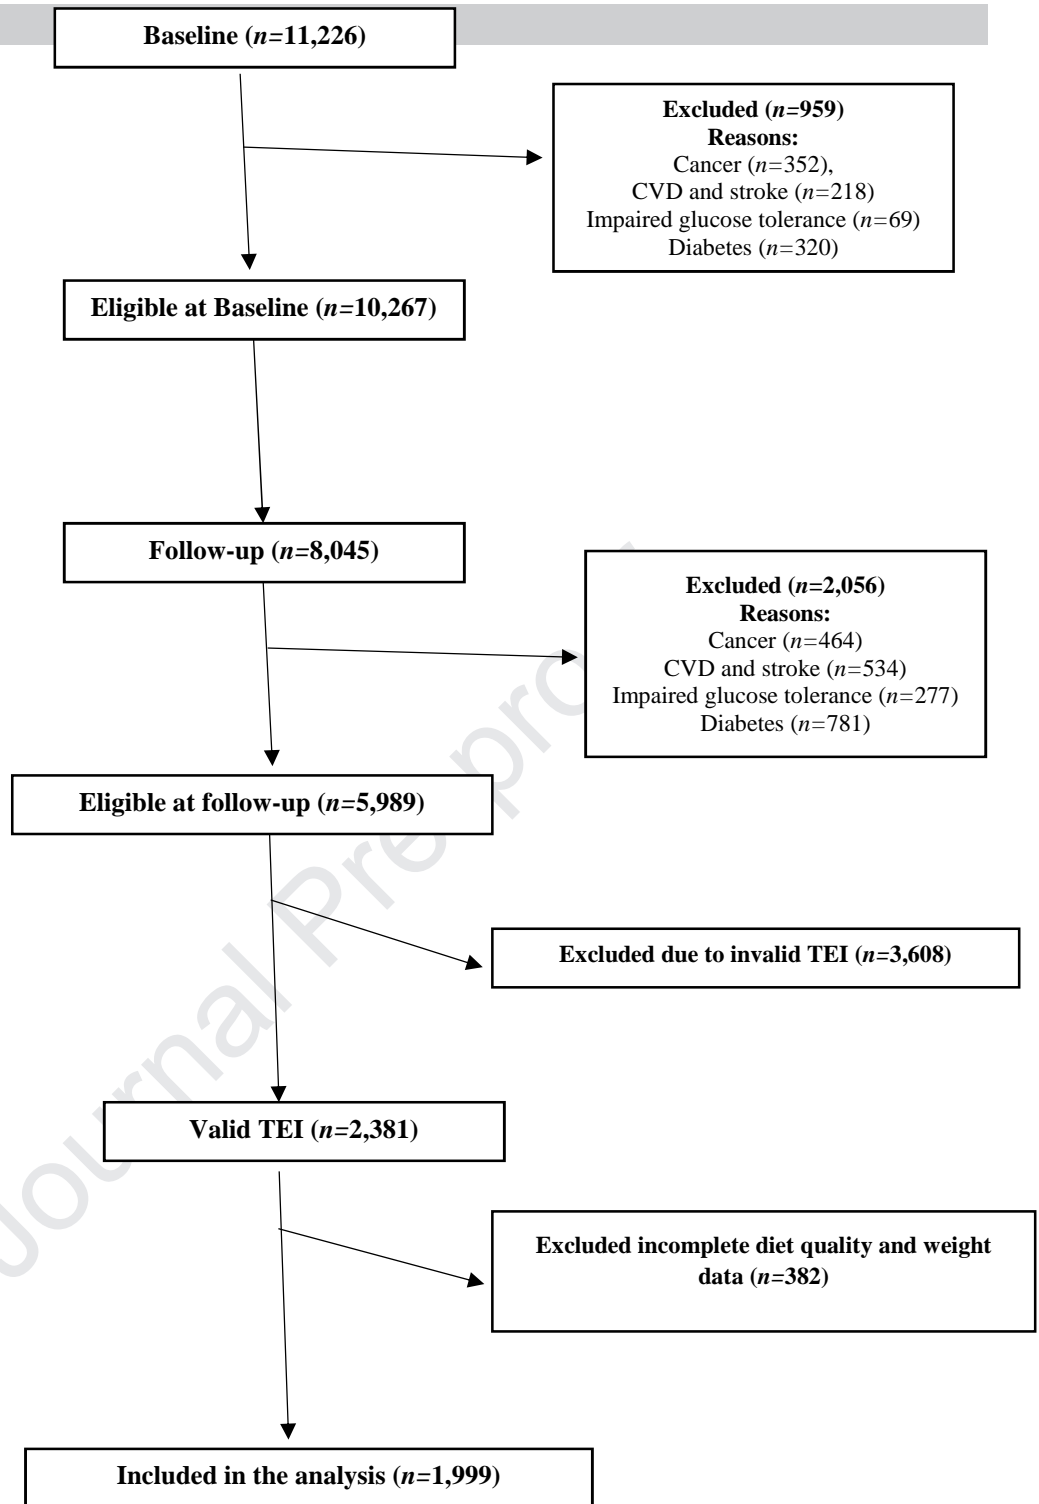 Baseline (n=11,226)
Excluded (n=959)
Reasons:
Cancer (n=352),
CVD and stroke (n=218)
Impaired glucose tolerance (n=69)
Diabetes (n=320)
Eligible at Baseline (n=10,267)
Follow-up (n=8,045)
Excluded (n=2,056)
Reasons:
Cancer (n=464)
CVD and stroke (n=534)
Impaired glucose tolerance (n=277)
Diabetes (n=781)
Eligible at follow-up (n=5,989)
Excluded due to invalid TEI (n=3,608)
Valid TEI (n=2,381)
Excluded incomplete diet quality and weight
data (n=382)
Included in the analysis (n=1,999)
Journal